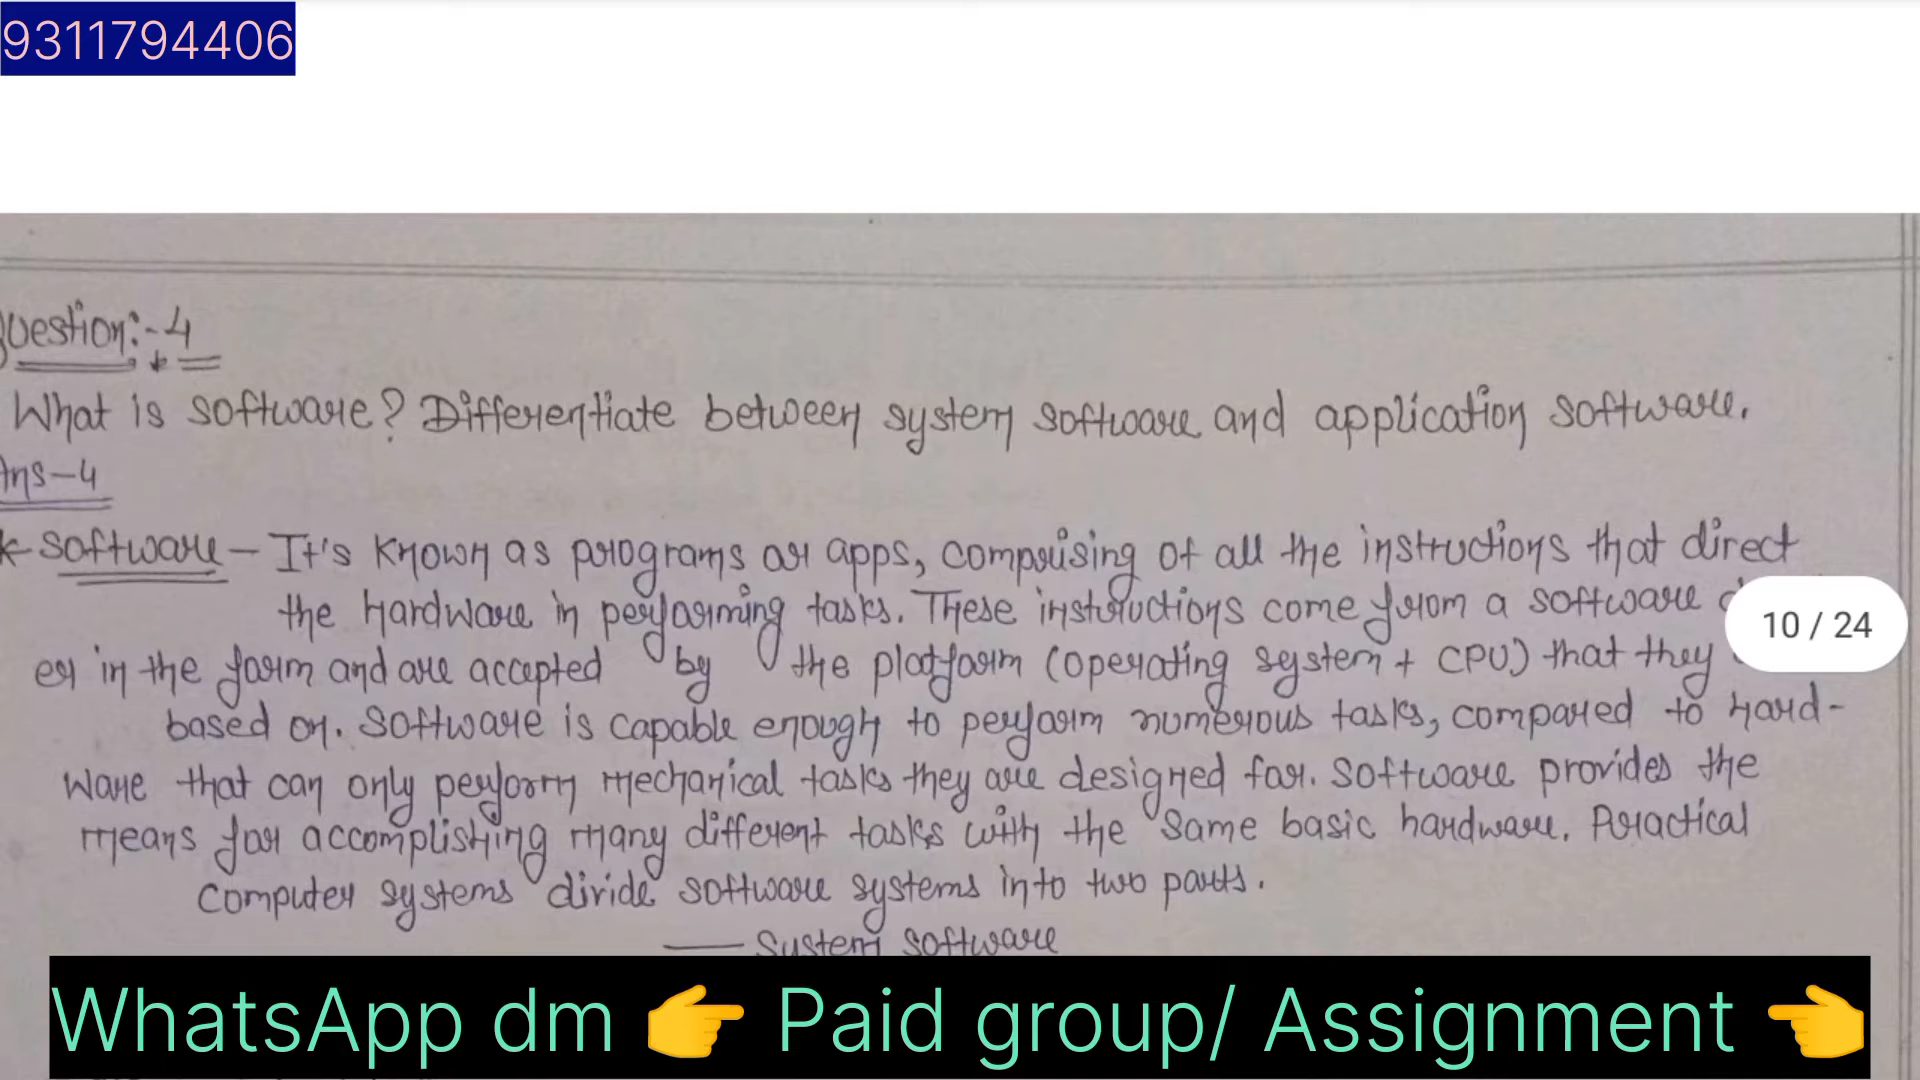 9311794406
Question:-4
What is software? Differentiate between system software and application software.
Ans-4
* Software - It's known as programs or apps, comprising of all the instructions that direct
the hardware in performing tasks. These instructions come from a software
10 / 24
er in the form and are accepted by the platform (operating system + CPU) that they
based on. Software is capable enough to perform numerous tasks, compared to hard-
ware that can only perform mechanical tasks they are designed for. Software provides the
means for accomplishing many different tasks with the same basic hardware. Practical
Computer systems divide software systems into two parts.
— System software
WhatsApp dm 👉 Paid group/ Assignment 👈